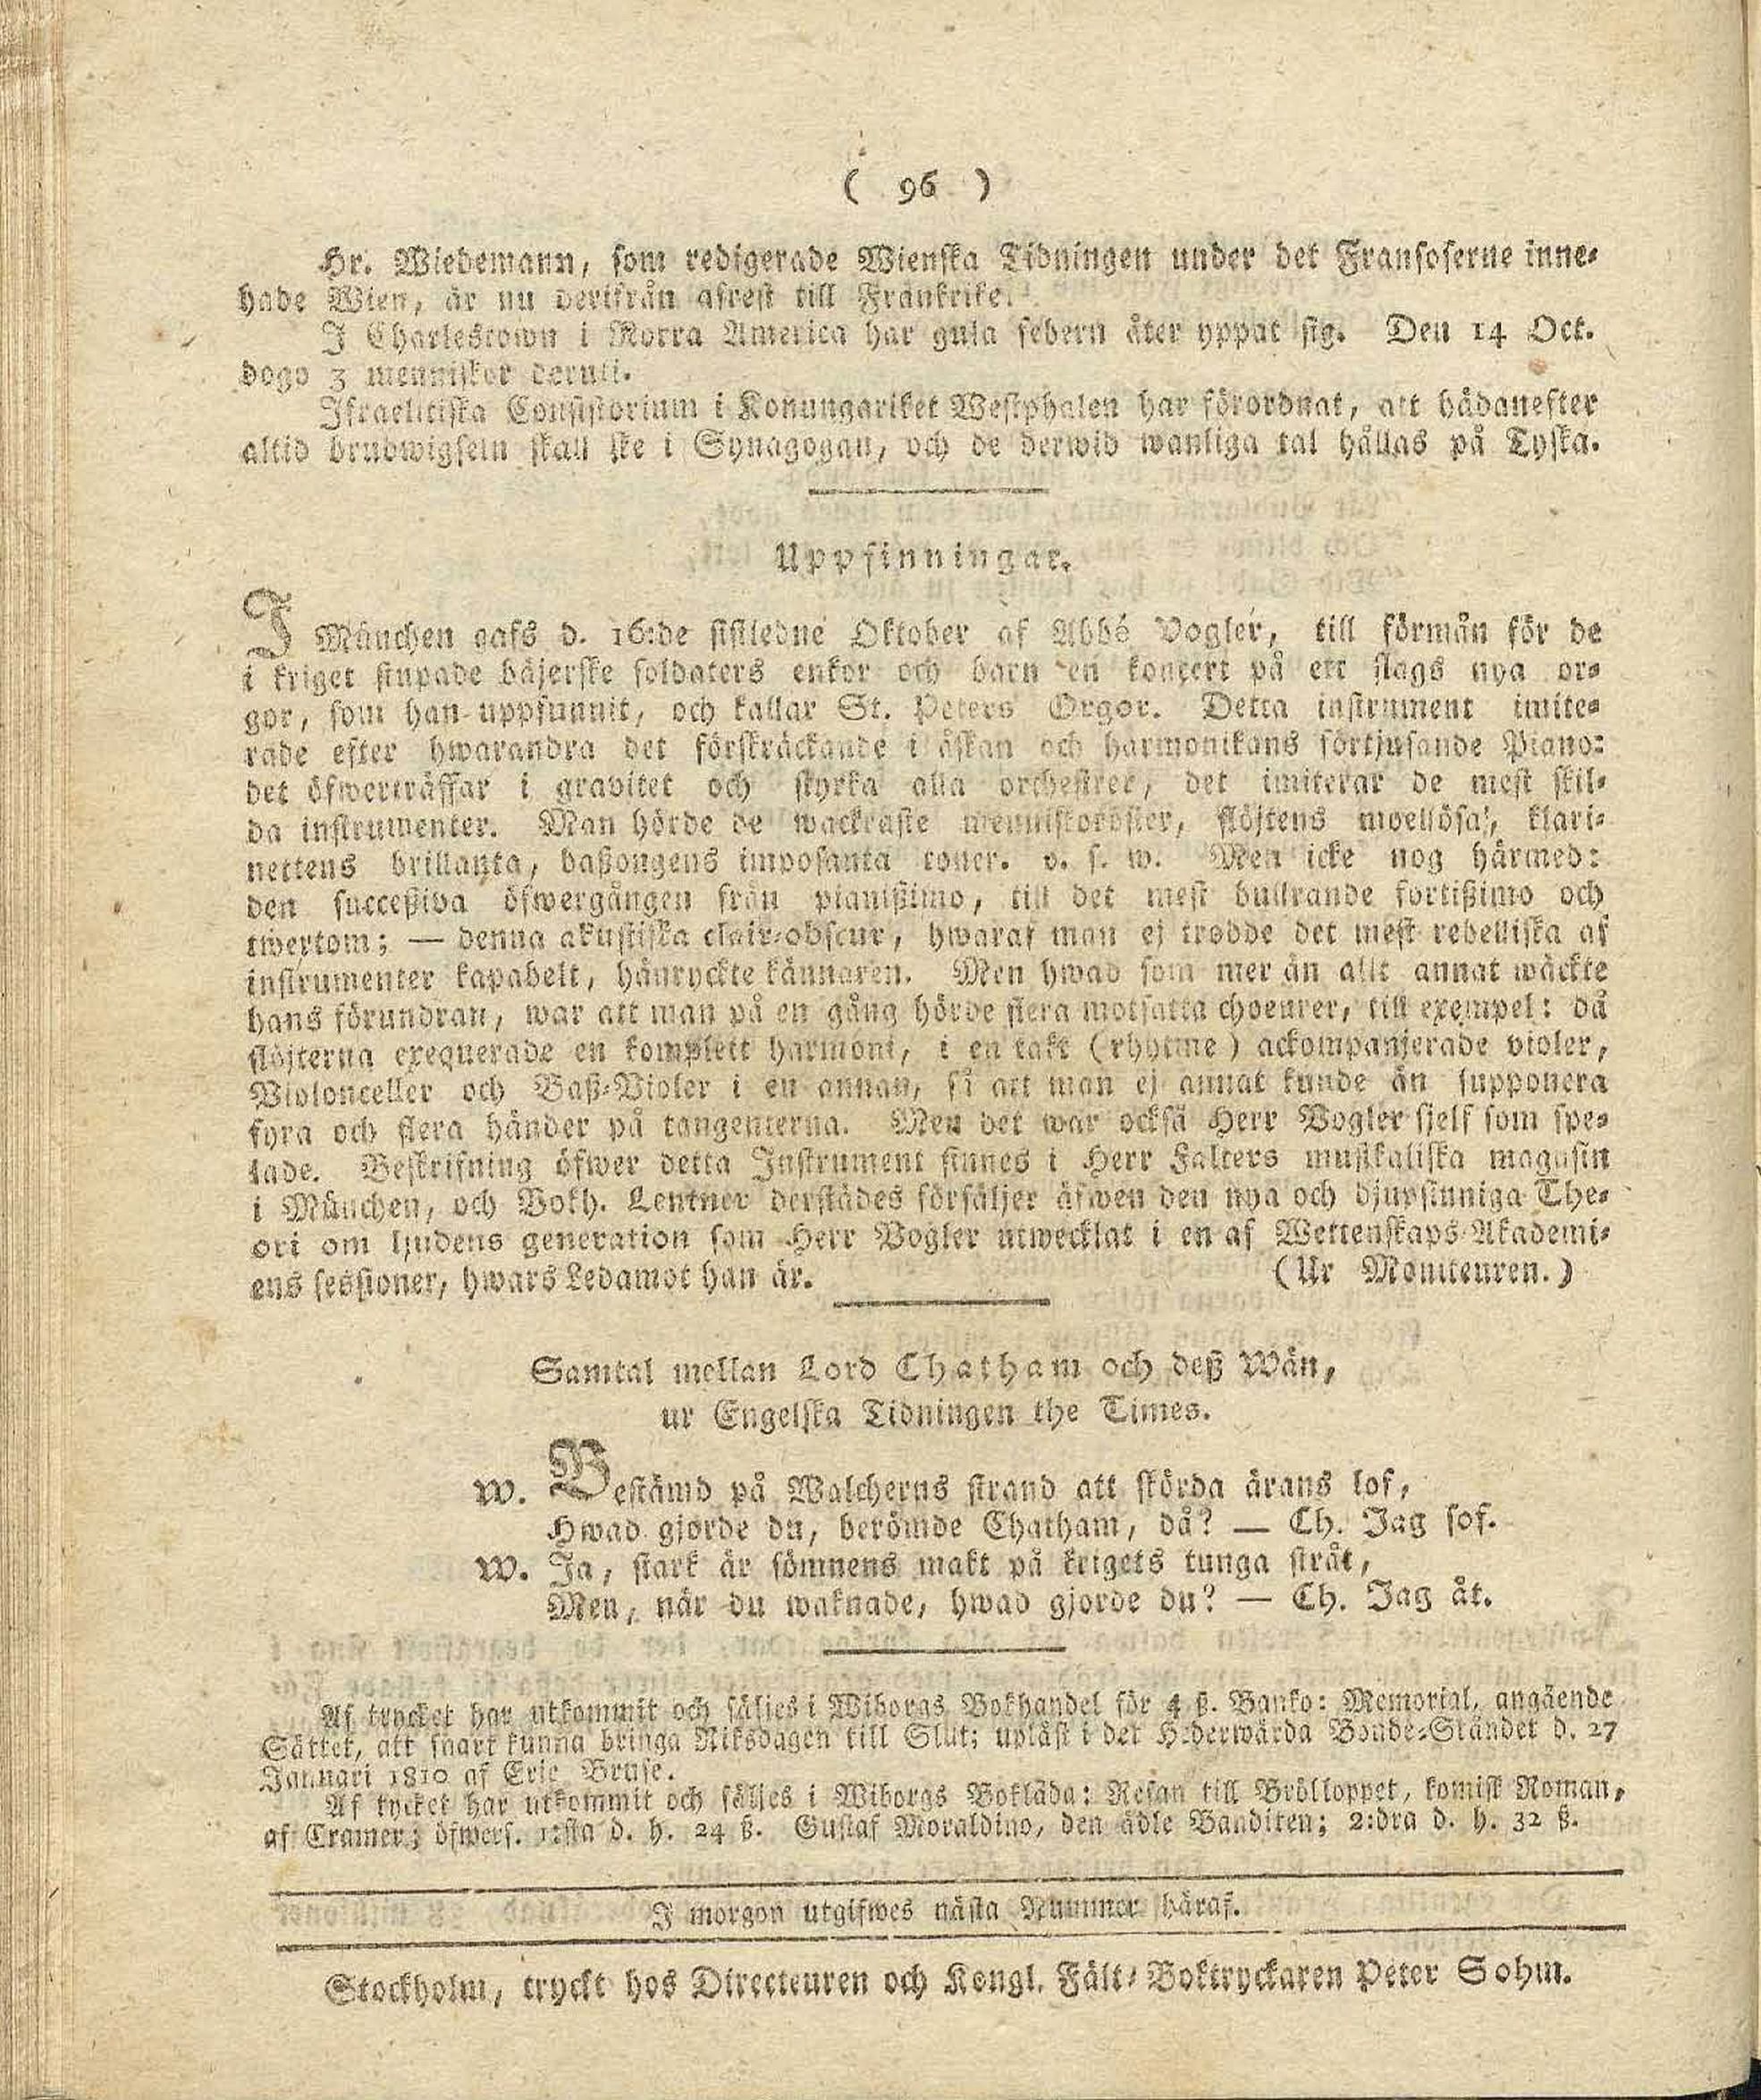 ( 96 )
Hr. Wiedemann, som redigerade Wienska Tidningen under det Fransoserne inne-
hade Wien, är nu derifrån afrest till Frankrike.
I Charlestown i Norra America har gula febern åter yppat sig. Den 14 Oct.
dogo 3 menniskor deruti.
Israelitiska Consistorium i Konungariket Westphalen har förordnat, att hädanefter
altid brudwigseln skall ske i Synagogan, och de derwid wanliga tal hållas på Tyska.
Uppfinningar.
I München gafs d. 16:de sistledne Oktober af Abbé Vogler, till förmån för de
i kriget stupade bäjerske soldaters enkor och barn en konçert på ett slags nya or-
gor, som han uppfunnit, och kallar St. Peters Orgor. Detta instrument imite-
rade efter hwarandra det förskräckande i åskan och harmonikans förtjusande Piano:
det öfwerträffar i gravitet och styrka alla orchestrer, det imiterar de mest skil-
da instrumenter. Man hörde de wackraste menniskoröster, flöjtens moellösa, klari-
nettens brillanta, baßongens imposanta toner. o. s. w. Men icke nog härmed:
den succeßiva öfwergången från pianißimo, till det mest bullrande fortißimo och
twertom; — denna akustiska clair-obscur, hwaraf man ej trodde det mest rebelliska af
instrumenter kapabelt, hänryckte kännaren. Men hwad som mer än allt annat wäckte
hans förundran, war att man på en gång hörde flera motsatta choeurer, till exempel: då
flöjterna exequerade en komplett harmoni, i en takt (rhytme) ackompanjerade violer,
Violonceller och Baß-Violer i en annan, så att man ej annat kunde än supponera
fyra och flera händer på tangenterna. Men det war också Herr Vogler sjelf som spe-
lade. Beskrifning öfwer detta Instrument finnes i Herr Falters musikaliska magasin
i München, och Bokh. Lentner derstädes försäljer äfwen den nya och djupsinniga The-
ori om ljudens generation som Herr Vogler utwecklat i en af Wettenskaps-Akademi-
ens sessioner, hwars Ledamot han är. (Ur Moniteuren.)
Samtal mellan Lord Chatham och deß Wän,
ur Engelska Tidningen the Times.
W. Bestämd på Walcherns strand att skörda ärans lof,
Hwad gjorde du, berömde Chatham, då? — Ch. Jag sof.
W. Ja, stark är sömnens makt på krigets tunga stråt,
Men, när du waknade, hwad gjorde du? — Ch. Jag åt.
Af trycket har utkommit och säljes i Wiborgs Bokhandel för 4 ß. Banko: Memorial, angående
Sättet, att snart kunna bringa Riksdagen till Slut; upläst i det Hederwärda Bonde-Ståndet d. 27
Januari 1810 af Eric Bruse.
Af tycket har utkommit och säljes i Wiborgs Boklåda: Resan till Brölloppet, komisk Roman,
af Cramer; öfwers. 1:sta d. h. 24 ß. Gustaf Moraldino, den ädle Banditen; 2:dra d. h. 32 ß.
I morgon utgifwes nästa Nummer häraf.
Stockholm, tryckt hos Directeuren och Kongl. Fält-Boktryckaren Peter Sohm.